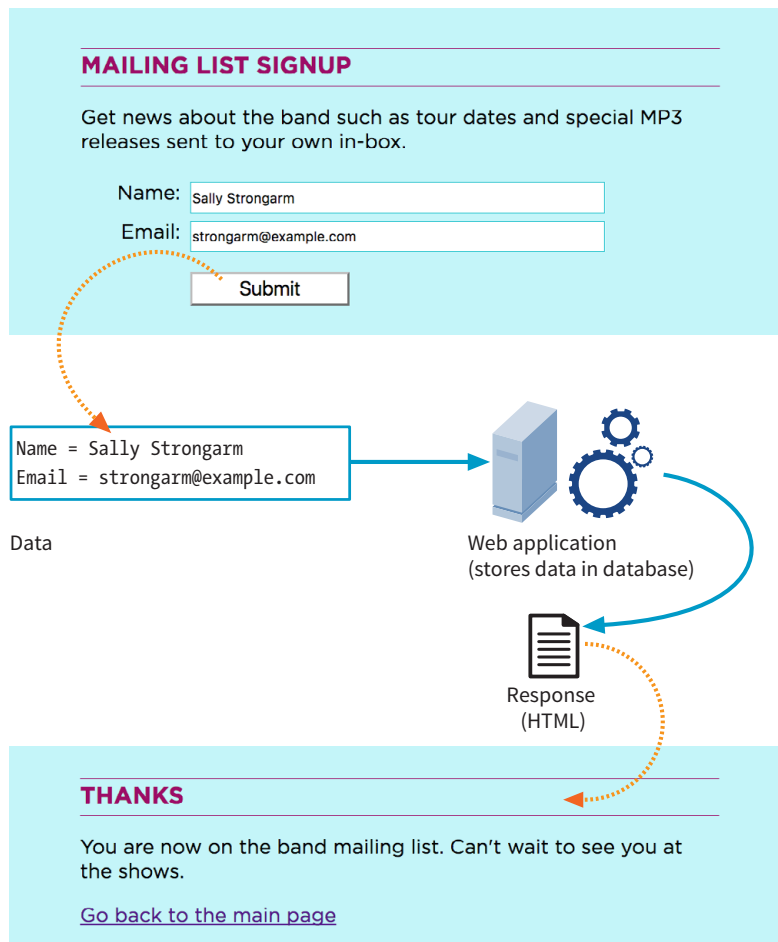 MAILING LIST SIGNUP
Get news about the band such as tour dates and special MP3
releases sent to your own in-box.
Name: Sally Strongarm
Email: strongarm@example.com
Submit
Name = Sally Strongarm
Email = strongarm@example.com
Data
Web application
(stores data in database)
Response
(HTML)
THANKS
You are now on the band mailing list. Can't wait to see you at
the shows.
Go back to the main page